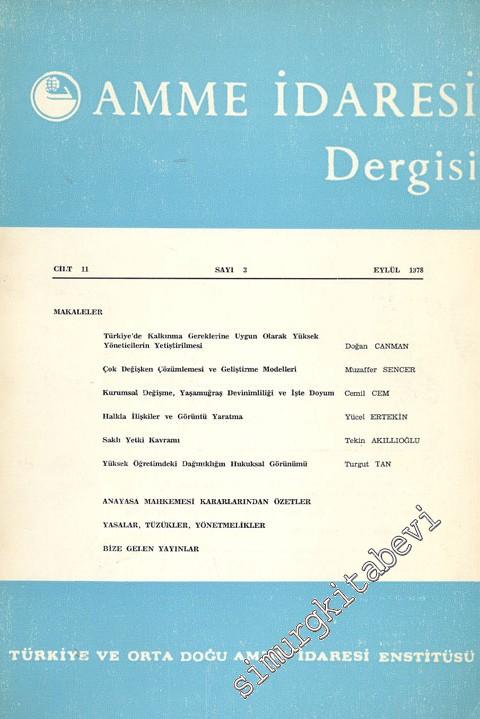 AMME İDARESİ
Dergisi
CİLT 11 SAYI 3 EYLÜL 1978
MAKALELER
Türkiye'de Kalkınma Gereklerine Uygun Olarak Yüksek
Yöneticilerin Yetiştirilmesi Doğan CANMAN
Çok Değişken Çözümlemesi ve Geliştirme Modelleri Muzaffer SENCER
Kurumsal Değişme, Yaşamuğraş Devinimliliği ve İşte Doyum Cemil CEM
Halkla İlişkiler ve Görüntü Yaratma Yücel ERTEKİN
Saklı Yetki Kavramı Tekin AKILLIOĞLU
Yüksek Öğretimdeki Dağınıklığın Hukuksal Görünümü Turgut TAN
ANAYASA MAHKEMESİ KARARLARINDAN ÖZETLER
YASALAR, TÜZÜKLER, YÖNETMELİKLER
BİZE GELEN YAYINLAR
TÜRKİYE VE ORTA DOĞU AMME İDARESİ ENSTİTÜSÜ
simurgkitabevi